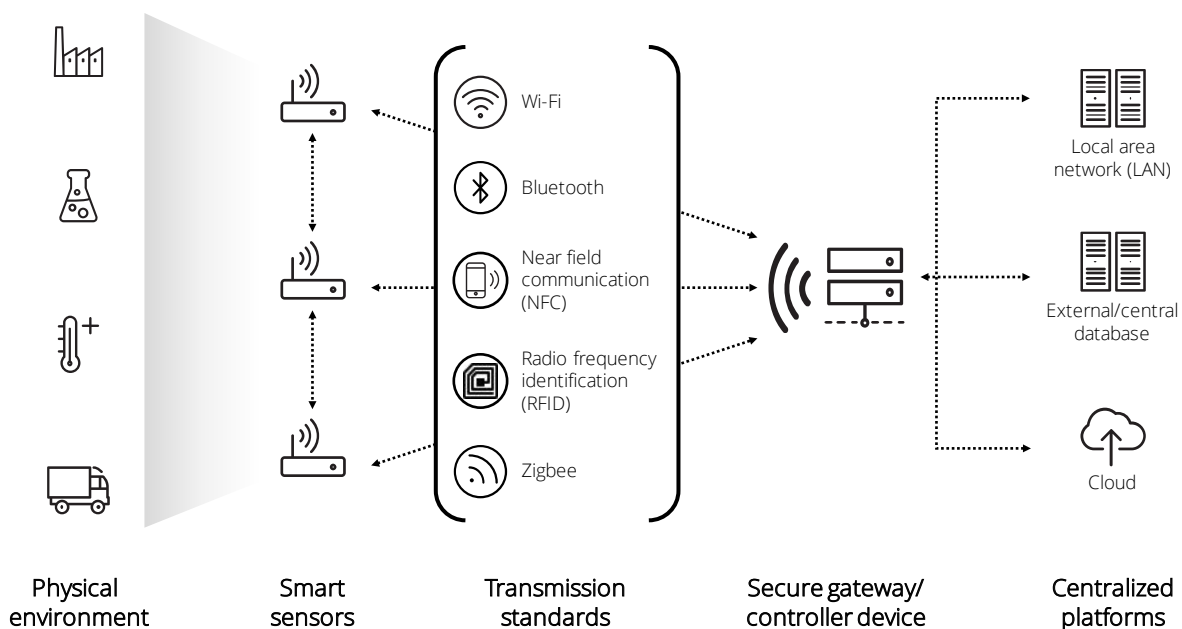 Wi-Fi
Bluetooth
Near field
communication
(NFC)
Radio frequency
identification
(RFID)
Zigbee
Local area
network (LAN)
External/central
database
Cloud
Physical
environment
Smart
sensors
Transmission
standards
Secure gateway/
controller device
Centralized
platforms